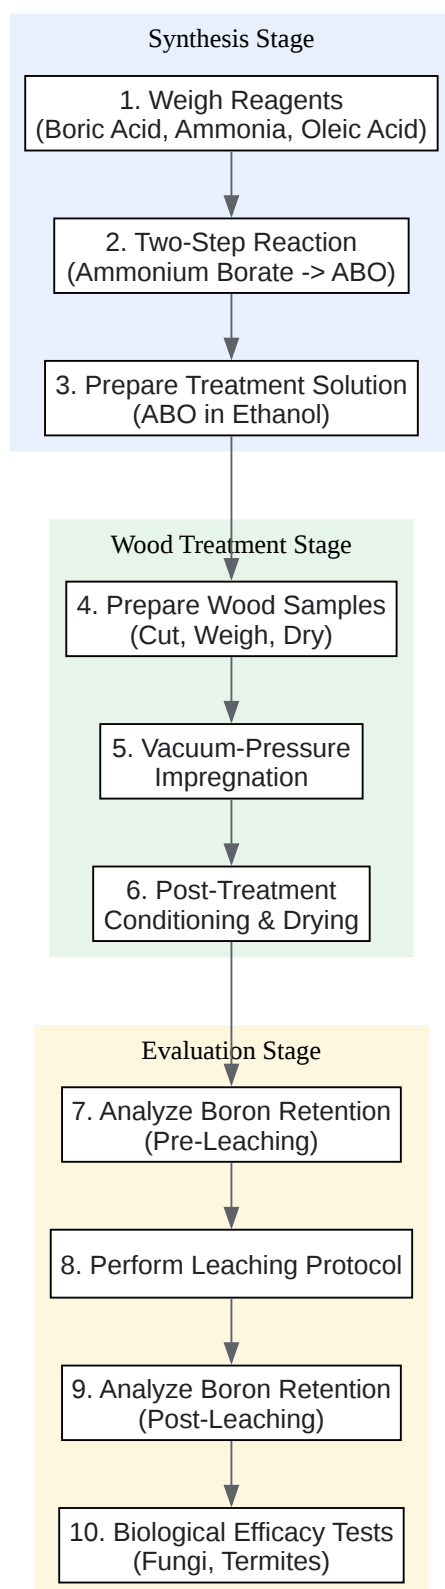 Synthesis Stage
1. Weigh Reagents
(Boric Acid, Ammonia, Oleic Acid)
2. Two-Step Reaction
(Ammonium Borate -> ABO)
3. Prepare Treatment Solution
(ABO in Ethanol)
Wood Treatment Stage
4. Prepare Wood Samples
(Cut, Weigh, Dry)
5. Vacuum-Pressure
Impregnation
6. Post-Treatment
Conditioning & Drying
Evaluation Stage
7. Analyze Boron Retention
(Pre-Leaching)
8. Perform Leaching Protocol
9. Analyze Boron Retention
(Post-Leaching)
10. Biological Efficacy Tests
(Fungi, Termites)